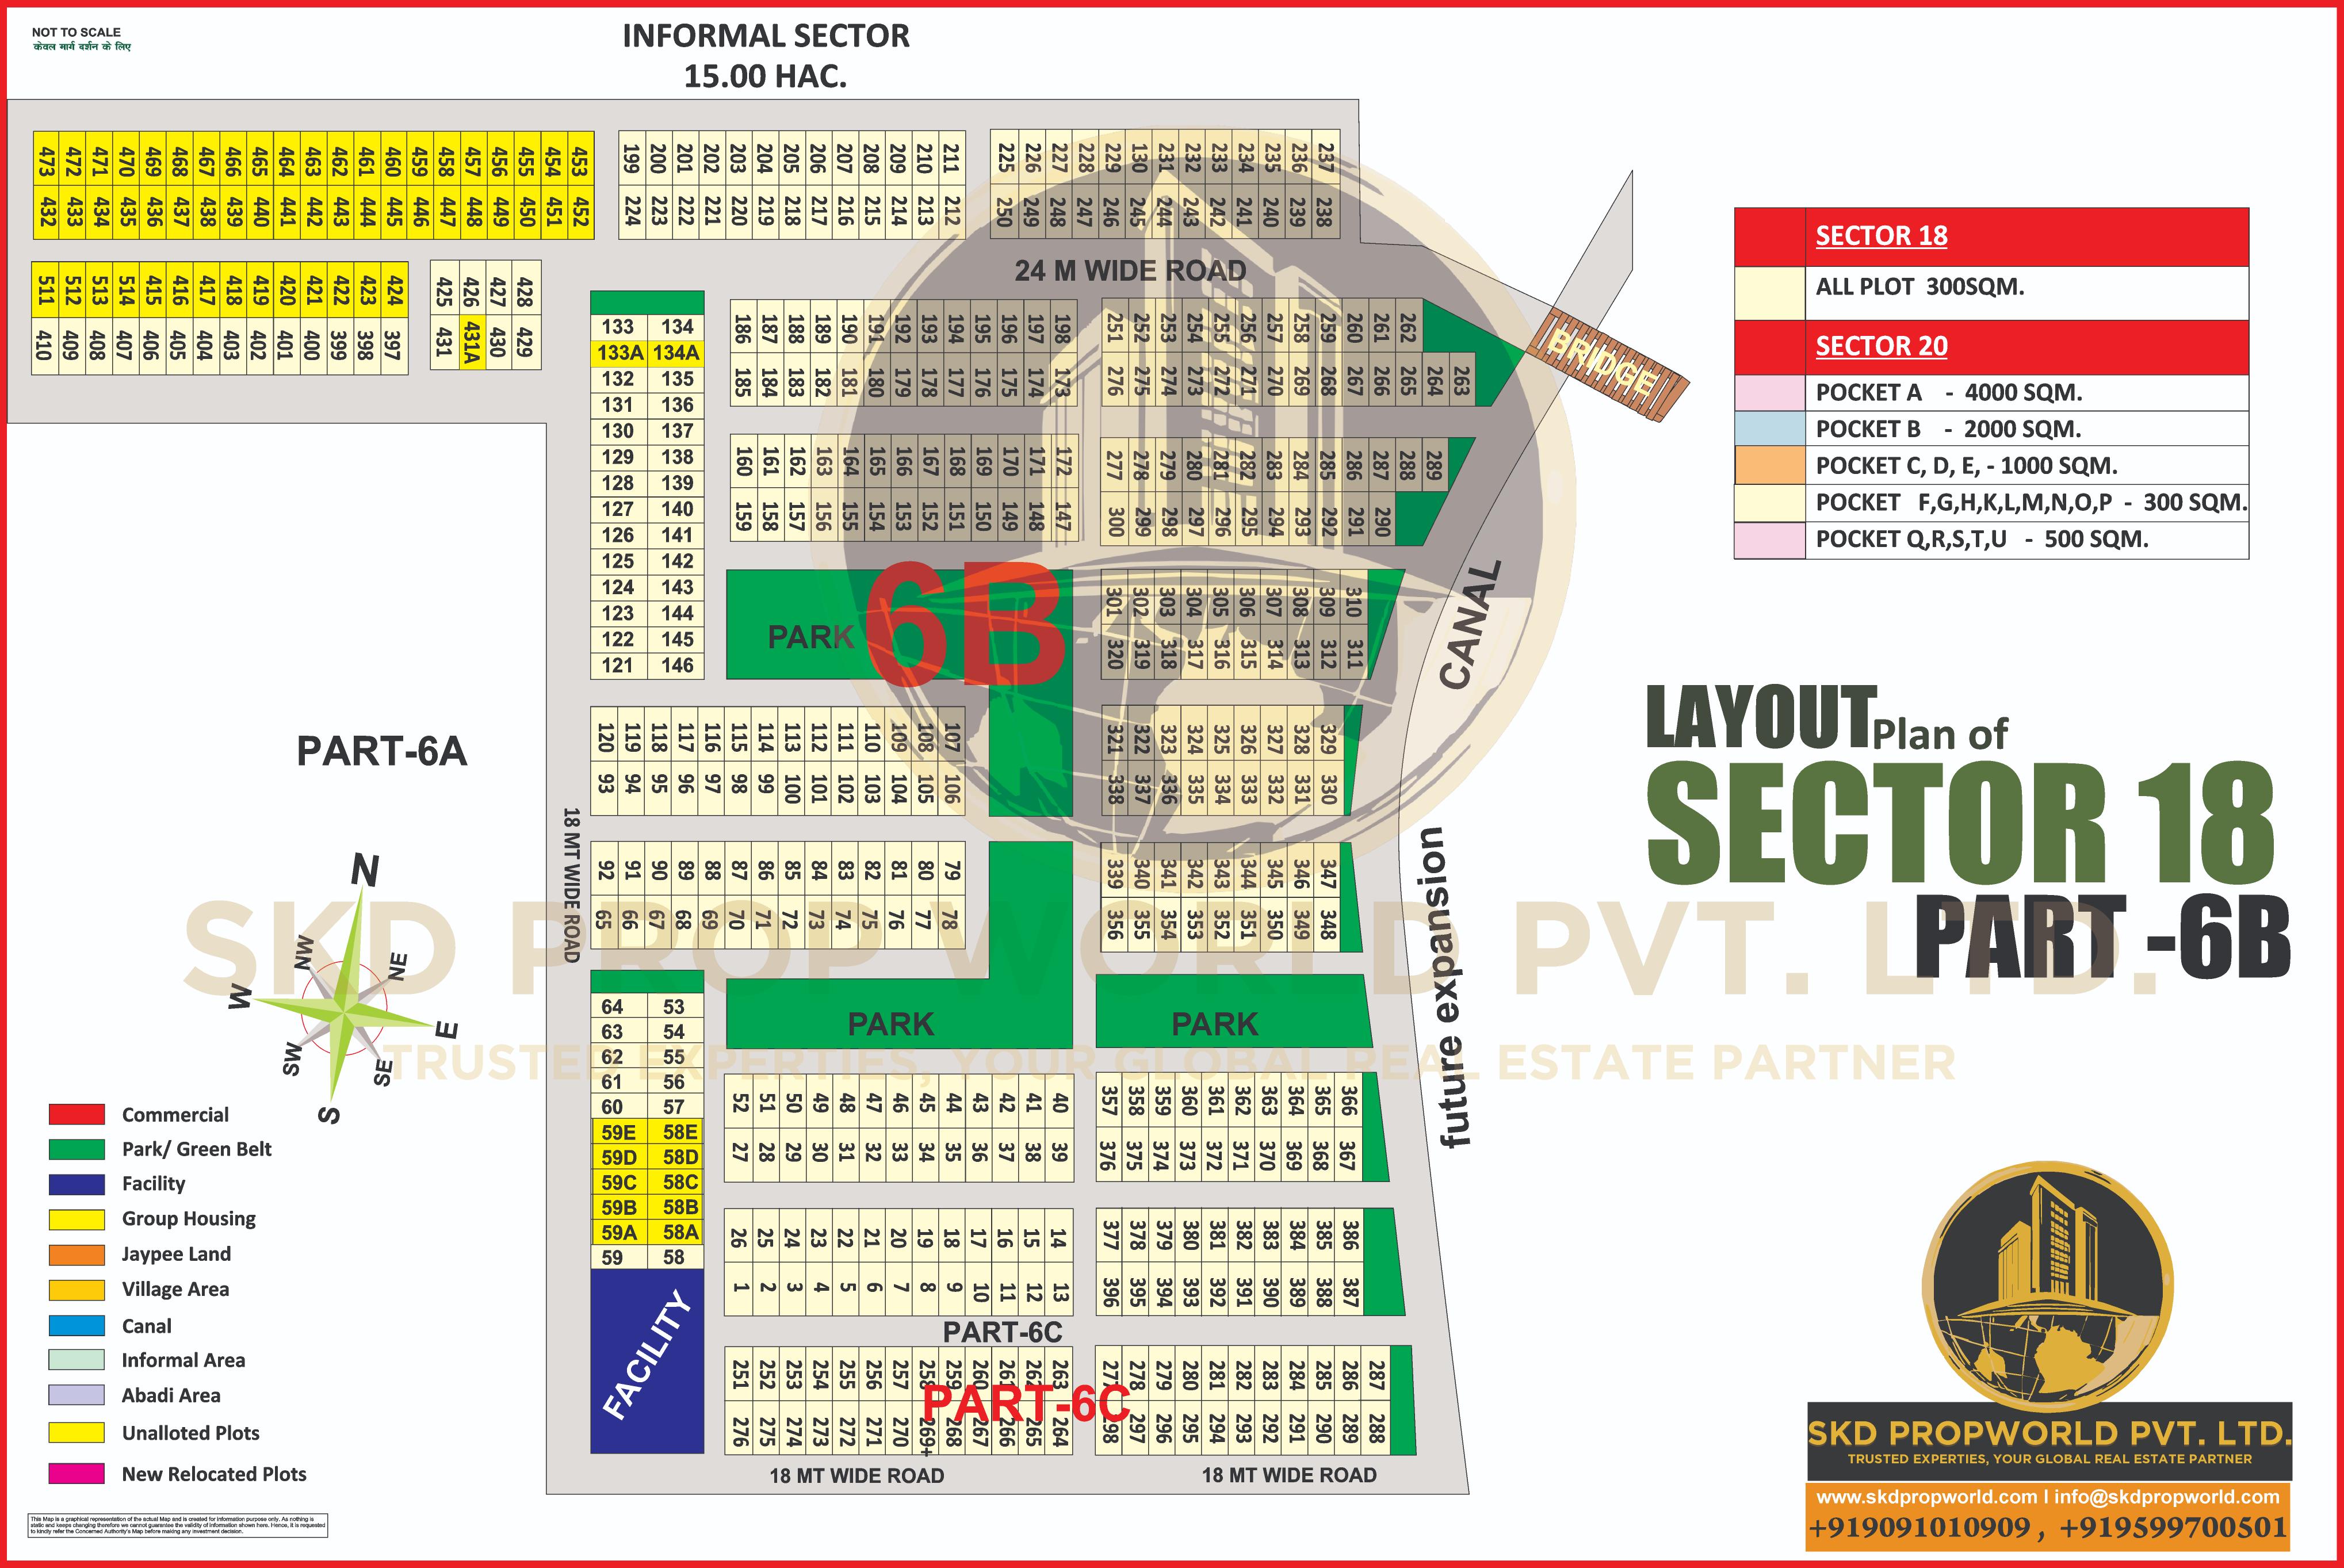 NOT TO SCALE
केवल मार्ग दर्शन के लिए
INFORMAL SECTOR
15.00 HAC.
473 472 471 470 469 468 467 466 465 464 463 462 461 460 459 458 457 456 455 454 453
432 433 434 435 436 437 438 439 440 441 442 443 444 445 446 447 448 449 450 451 452
199 200 201 202 203 204 205 206 207 208 209 210 211
224 223 222 221 220 219 218 217 216 215 214 213 212
225 226 227 228 229 130 231 232 233 234 235 236 237
250 249 248 247 246 245 244 243 242 241 240 239 238
511 512 513 514 415 416 417 418 419 420 421 422 423 424
410 409 408 407 406 405 404 403 402 401 400 399 398 397
425 426 427 428
431 431A 430 429
24 M WIDE ROAD
133 134
133A 134A
132 135
131 136
130 137
129 138
128 139
127 140
126 141
125 142
124 143
123 144
122 145
121 146
186 187 188 189 190 191 192 193 194 195 196 197 198
185 184 183 182 181 180 179 178 177 176 175 174 173
251 252 253 254 255 256 257 258 259 260 261 262
276 275 274 273 272 271 270 269 268 267 266 265 264 263
BRIDGE
160 161 162 163 164 165 166 167 168 169 170 171 172
159 158 157 156 155 154 153 152 151 150 149 148 147
277 278 279 280 281 282 283 284 285 286 287 288 289
300 299 298 297 296 295 294 293 292 291 290
PARK
6B
301 302 303 304 305 306 307 308 309 310
320 319 318 317 316 315 314 313 312 311
CANAL
120 119 118 117 116 115 114 113 112 111 110 109 108 107
93 94 95 96 97 98 99 100 101 102 103 104 105 106
321 322 323 324 325 326 327 328 329
338 337 336 335 334 333 332 331 330
PART-6A
18 MT WIDE ROAD
92 91 90 89 88 87 86 85 84 83 82 81 80 79
65 66 67 68 69 70 71 72 73 74 75 76 77 78
339 340 341 342 343 344 345 346 347
356 355 354 353 352 351 350 349 348
future expansion
SKD PROP WORLD PVT. LTD.
TRUSTED EXPERTIES, YOUR GLOBAL REAL ESTATE PARTNER
64 53
63 54
62 55
61 56
60 57
59E 58E
59D 58D
59C 58C
59B 58B
59A 58A
59 58
FACILITY
PARK
PARK
52 51 50 49 48 47 46 45 44 43 42 41 40
27 28 29 30 31 32 33 34 35 36 37 38 39
357 358 359 360 361 362 363 364 365 366
376 375 374 373 372 371 370 369 368 367
26 25 24 23 22 21 20 19 18 17 16 15 14
1 2 3 4 5 6 7 8 9 10 11 12 13
377 378 379 380 381 382 383 384 385 386
396 395 394 393 392 391 390 389 388 387
PART-6C
251 252 253 254 255 256 257 258 259 260 261 262 263
276 275 274 273 272 271 270 269+ 268 267 266 265 264
PART-6C
277 278 279 280 281 282 283 284 285 286 287
298 297 296 295 294 293 292 291 290 289 288
18 MT WIDE ROAD
18 MT WIDE ROAD
SECTOR 18
ALL PLOT 300SQM.
SECTOR 20
POCKET A - 4000 SQM.
POCKET B - 2000 SQM.
POCKET C, D, E, - 1000 SQM.
POCKET F,G,H,K,L,M,N,O,P - 300 SQM.
POCKET Q,R,S,T,U - 500 SQM.
LAYOUT Plan of
SECTOR 18
PART -6B
N
NW
NE
W
E
SW
SE
S
Commercial
Park/ Green Belt
Facility
Group Housing
Jaypee Land
Village Area
Canal
Informal Area
Abadi Area
Unalloted Plots
New Relocated Plots
This Map is a graphical representation of the actual Map and is created for information purpose only. As nothing is
static and keeps changing therefore we cannot guarantee the validity of information shown here. Hence, it is requested
to kindly refer the Concerned Authority's Map before making any investment decision.
SKD PROPWORLD PVT. LTD.
TRUSTED EXPERTIES, YOUR GLOBAL REAL ESTATE PARTNER
www.skdpropworld.com | info@skdpropworld.com
+919091010909 , +919599700501